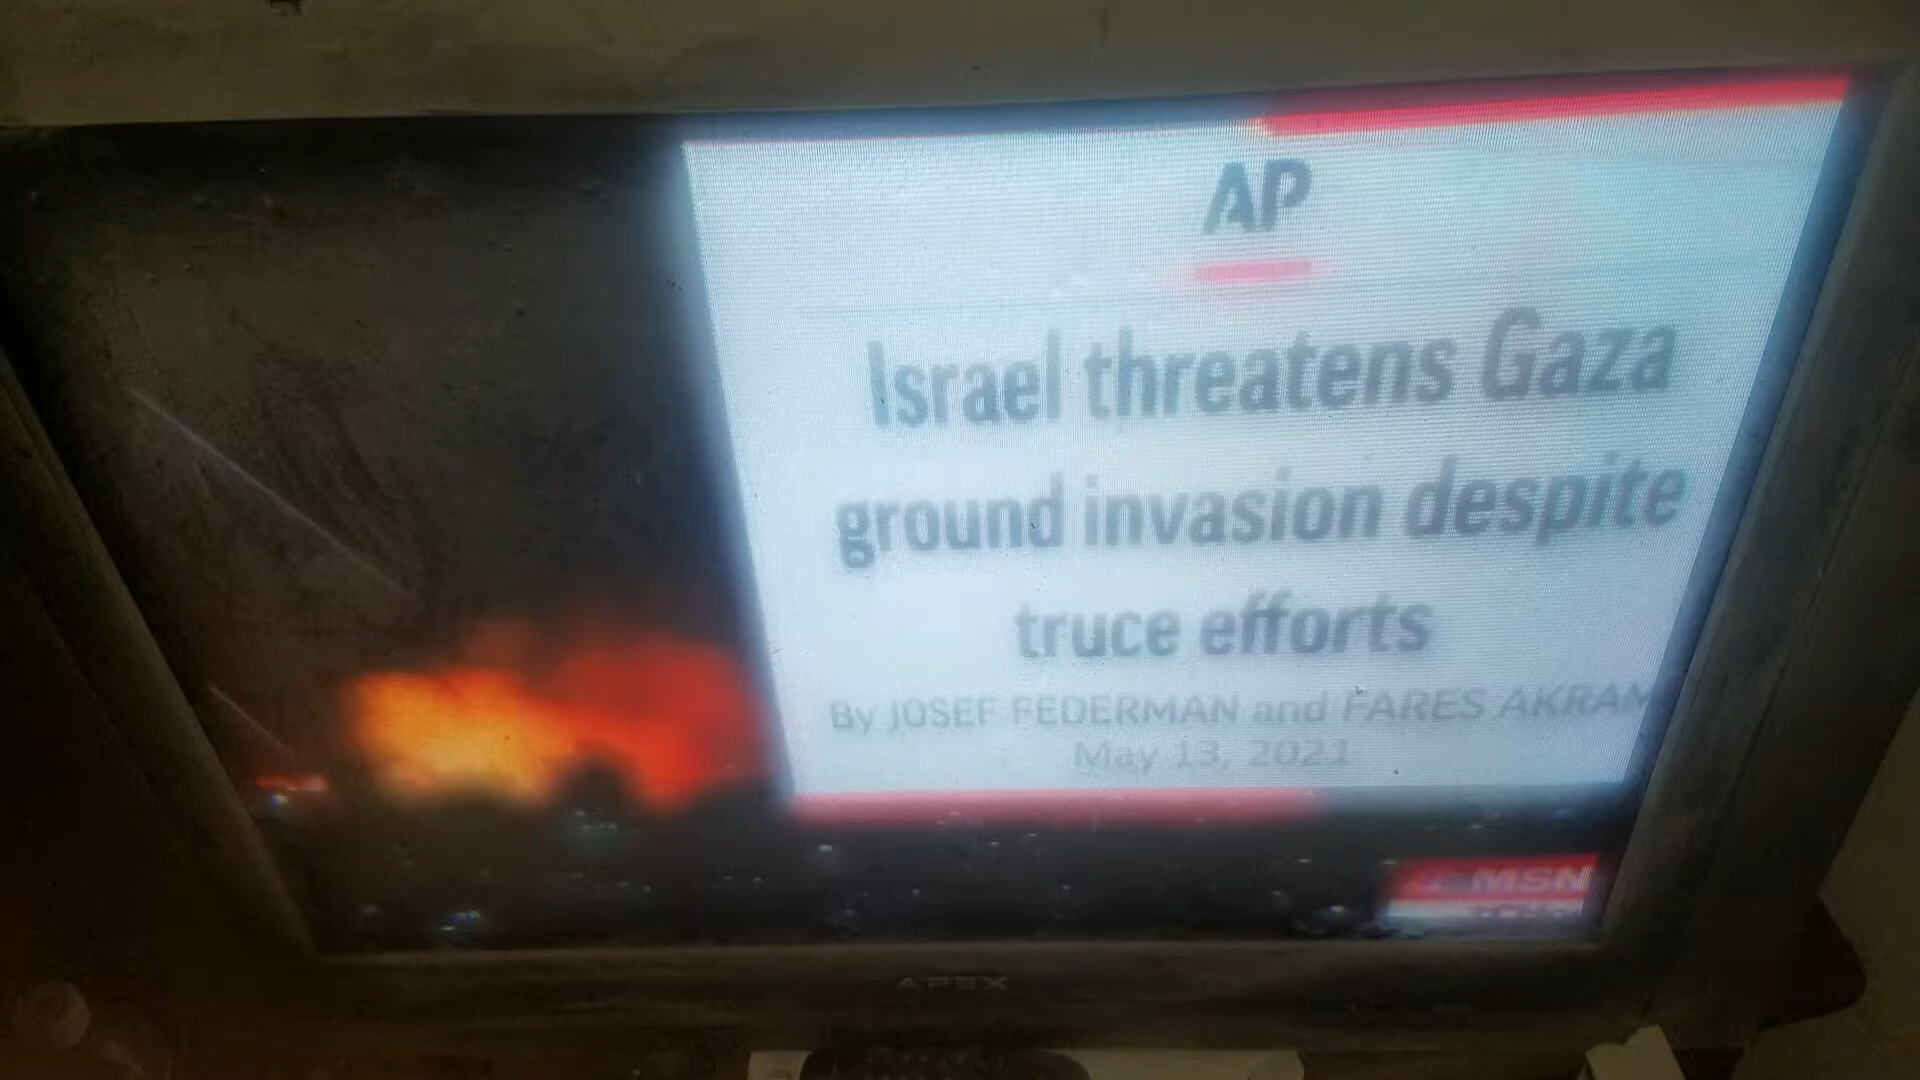 AP
Israel threatens Gaza
ground invasion despite
truce efforts
By JOSEF FEDERMAN and FARES AKRAM
May 13, 2021
MSN
APEX